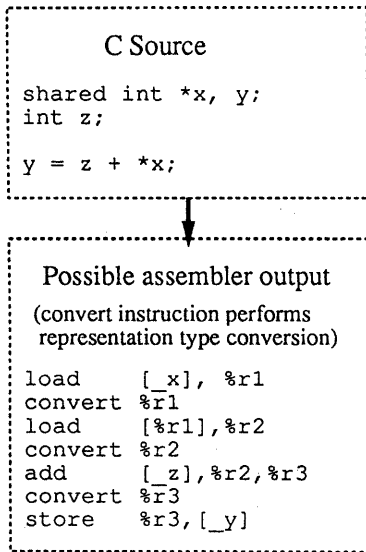 C Source
shared int *x, y;
int z;
y = z + *x;
Possible assembler output
(convert instruction performs
representation type conversion)
load [_x], %r1
convert %r1
load [%r1],%r2
convert %r2
add [_z],%r2,%r3
convert %r3
store %r3,[_y]